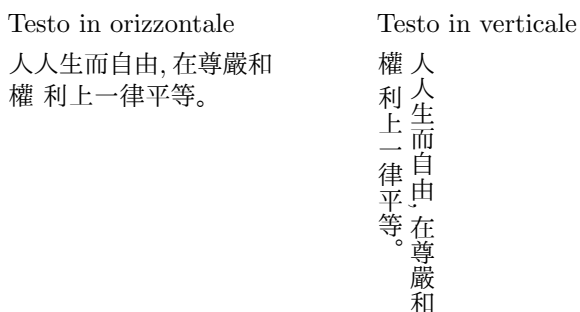 Testo in orizzontale
人人生而自由, 在尊嚴和
權 利上一律平等。
Testo in verticale
人人生而自由, 在尊嚴和
權 利上一律平等。